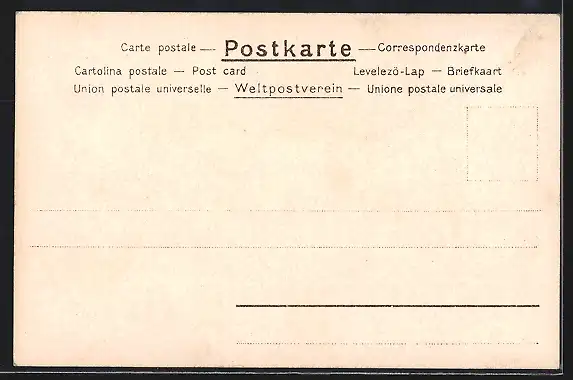 Carte postale — Postkarte — Correspondenzkarte
Cartolina postale — Post card Levelezö-Lap — Briefkaart
Union postale universelle — Weltpostverein — Unione postale universale